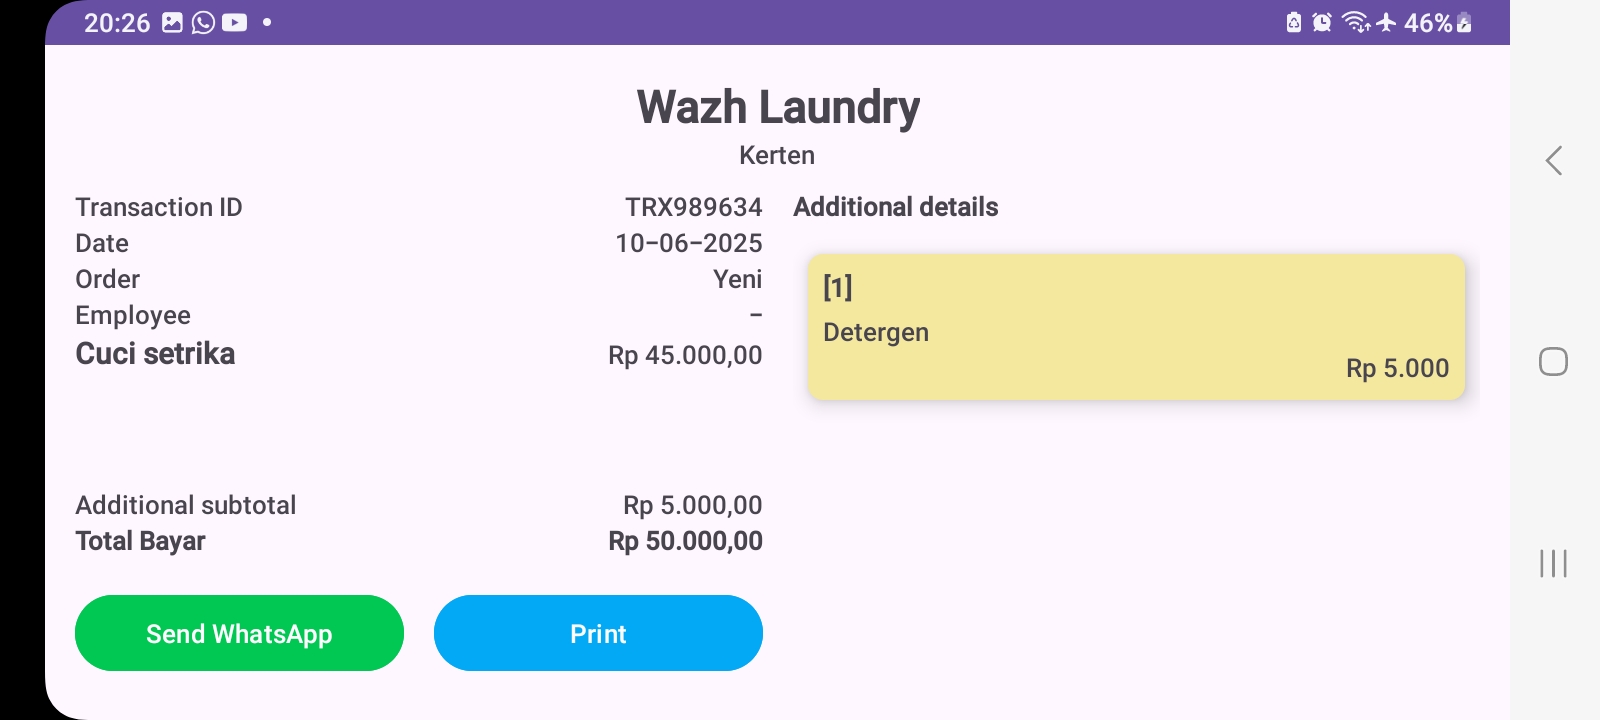 20:26
46%
Wazh Laundry
Kerten
Transaction ID TRX989634
Date 10-06-2025
Order Yeni
Employee -
Cuci setrika Rp 45.000,00
Additional subtotal Rp 5.000,00
Total Bayar Rp 50.000,00
Send WhatsApp
Print
Additional details
[1]
Detergen
Rp 5.000